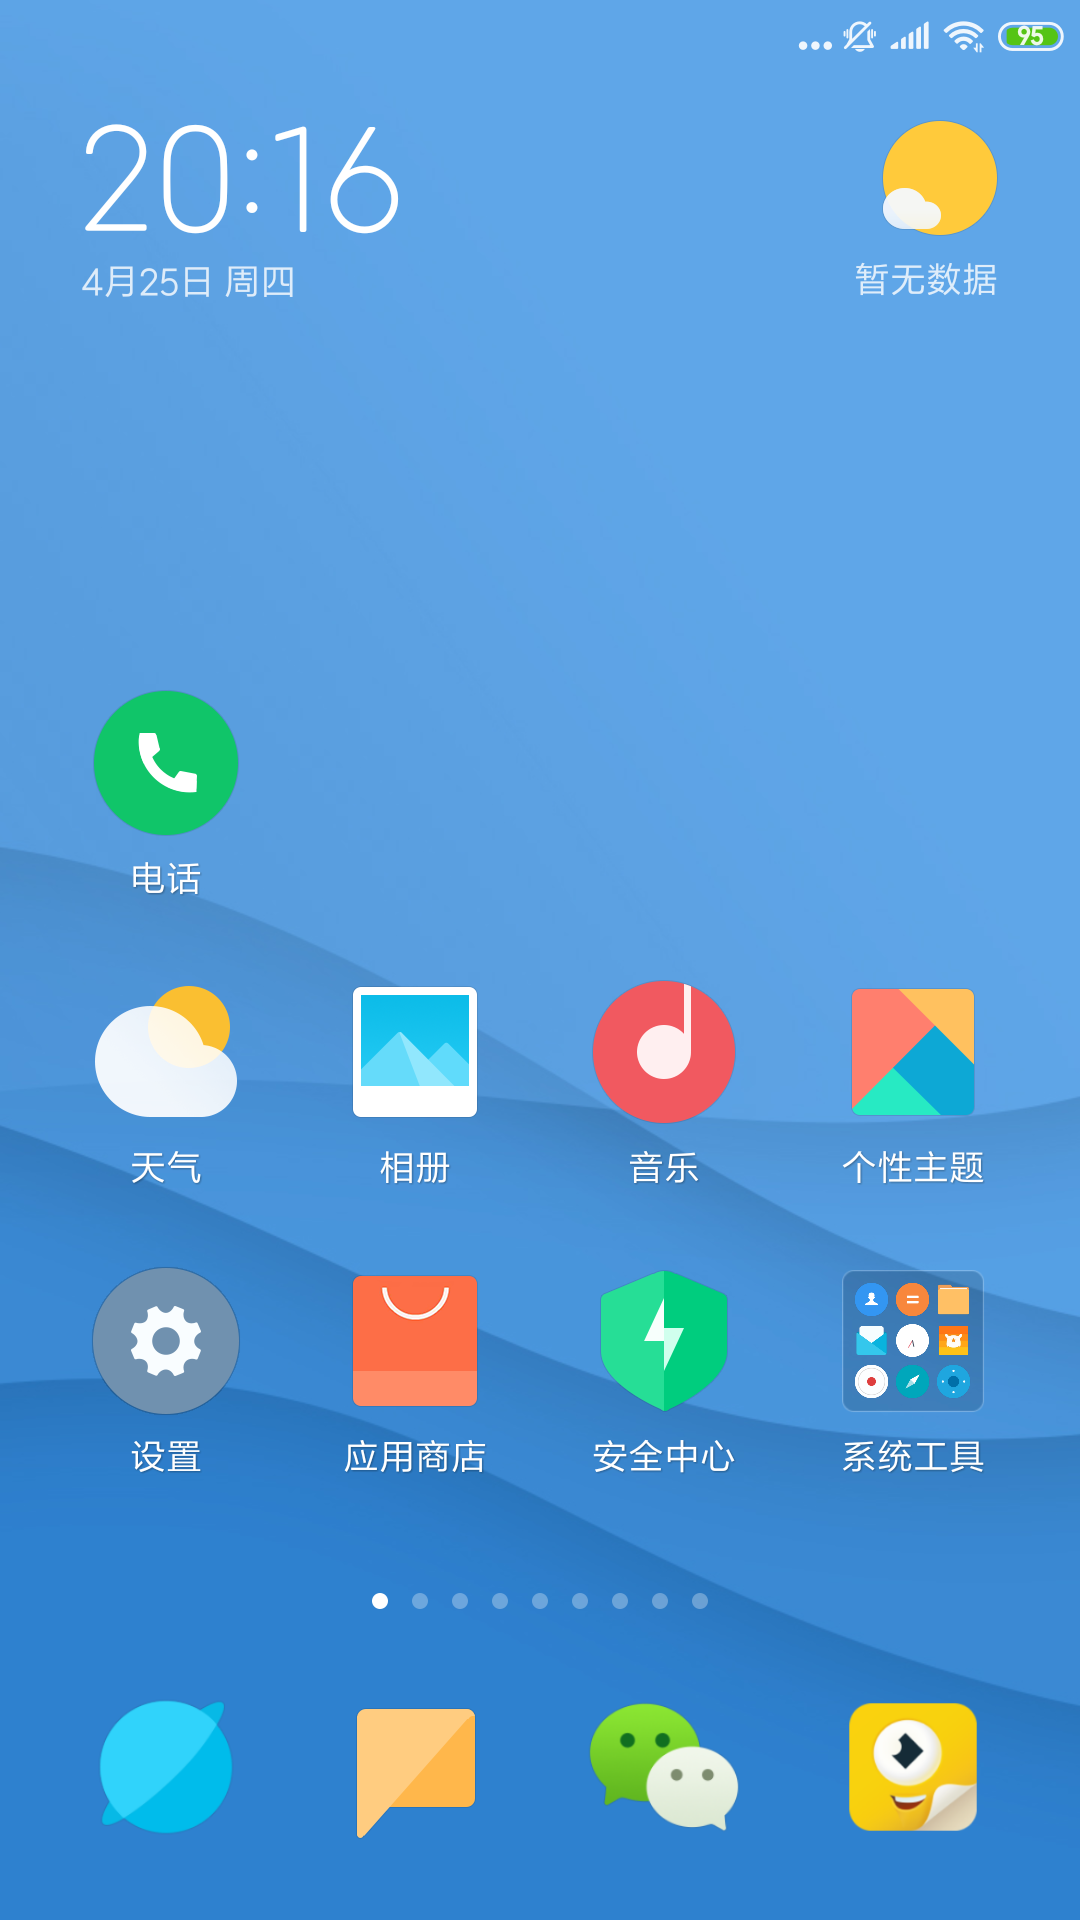 95
20:16
4月25日 周四
暂无数据
电话
天气
相册
音乐
个性主题
设置
应用商店
安全中心
系统工具